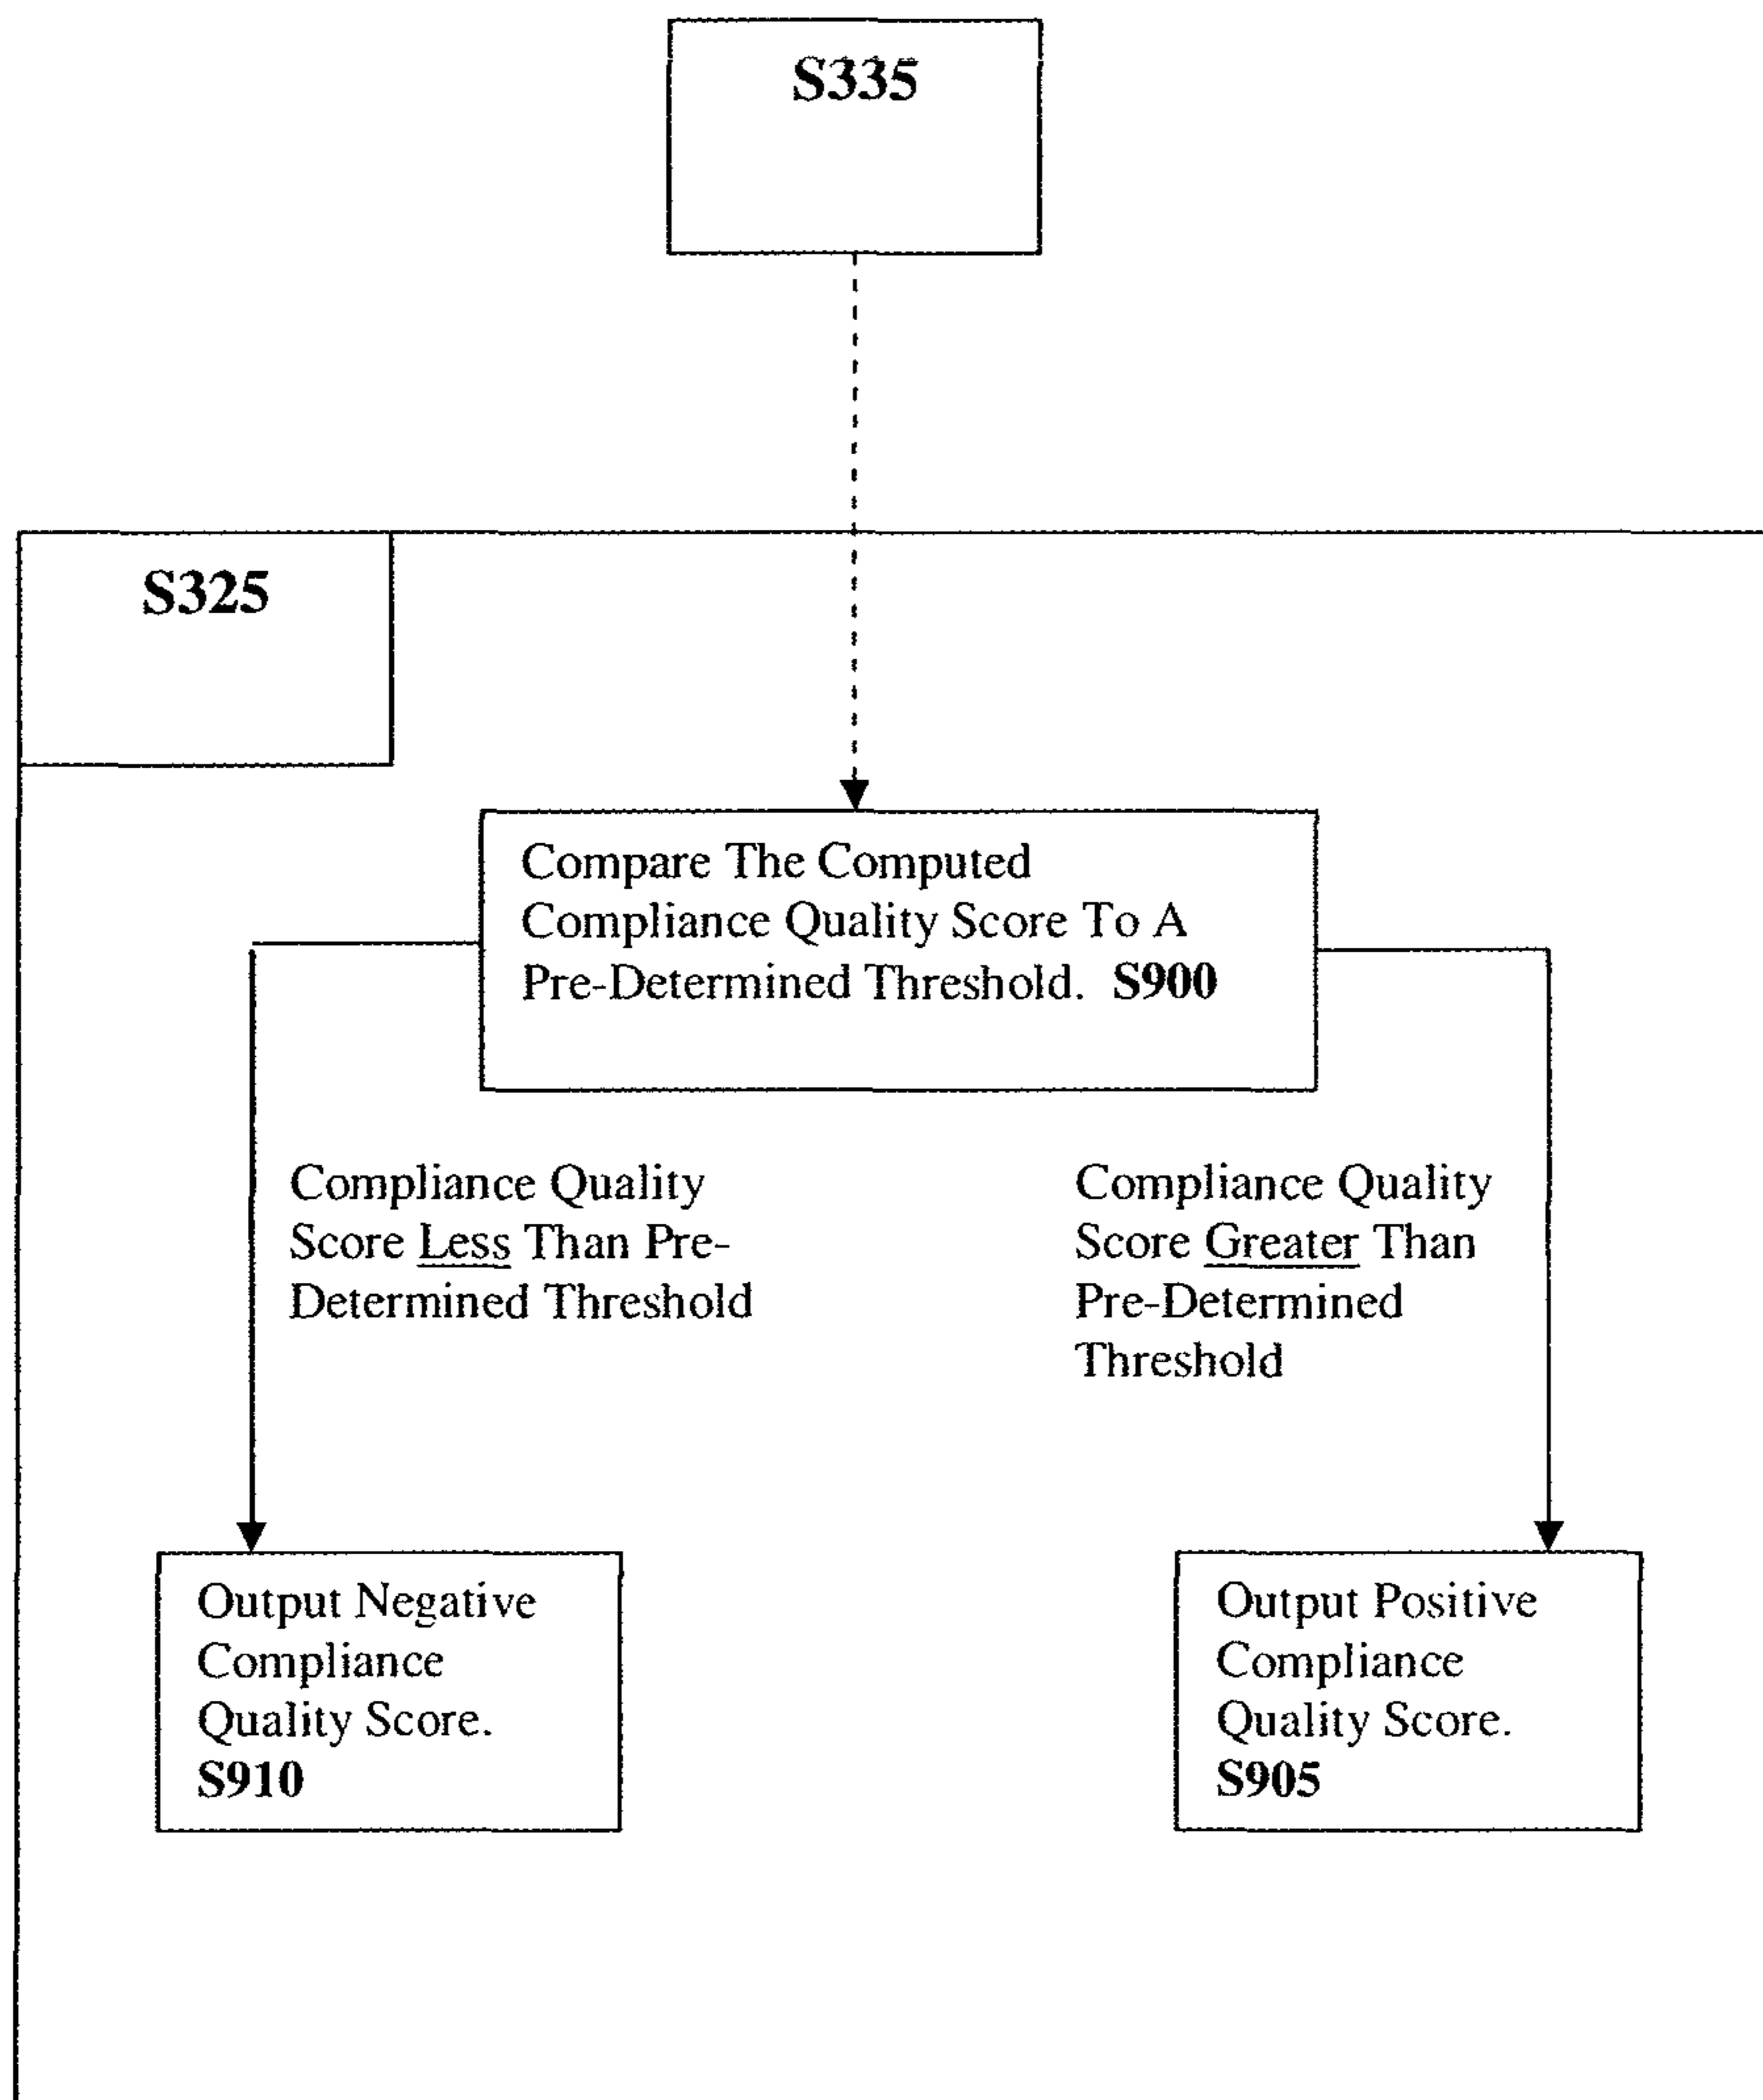 S335
S325
Compare The Computed
Compliance Quality Score To A
Pre-Determined Threshold. S900
Compliance Quality
Score Less Than Pre-
Determined Threshold
Compliance Quality
Score Greater Than
Pre-Determined
Threshold
Output Negative
Compliance
Quality Score.
S910
Output Positive
Compliance
Quality Score.
S905